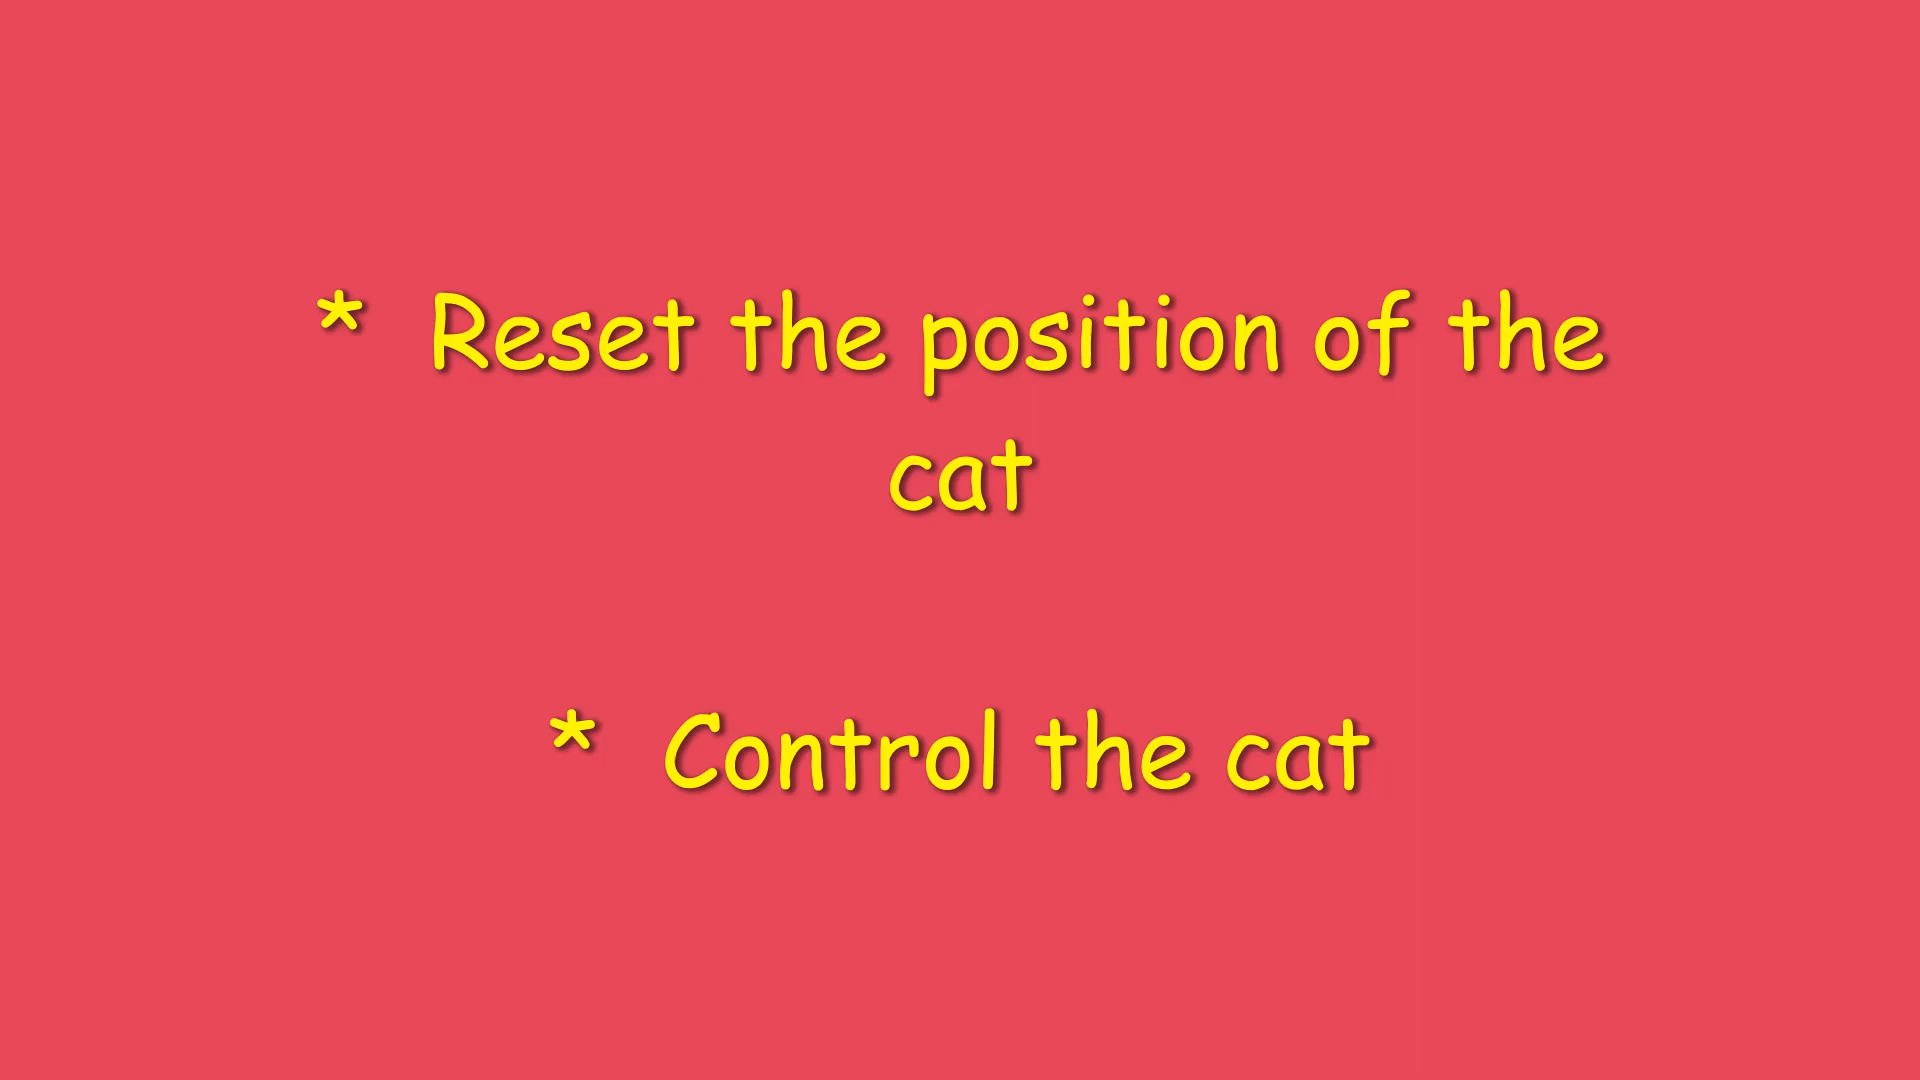 * Reset the position of the
cat
* Control the cat